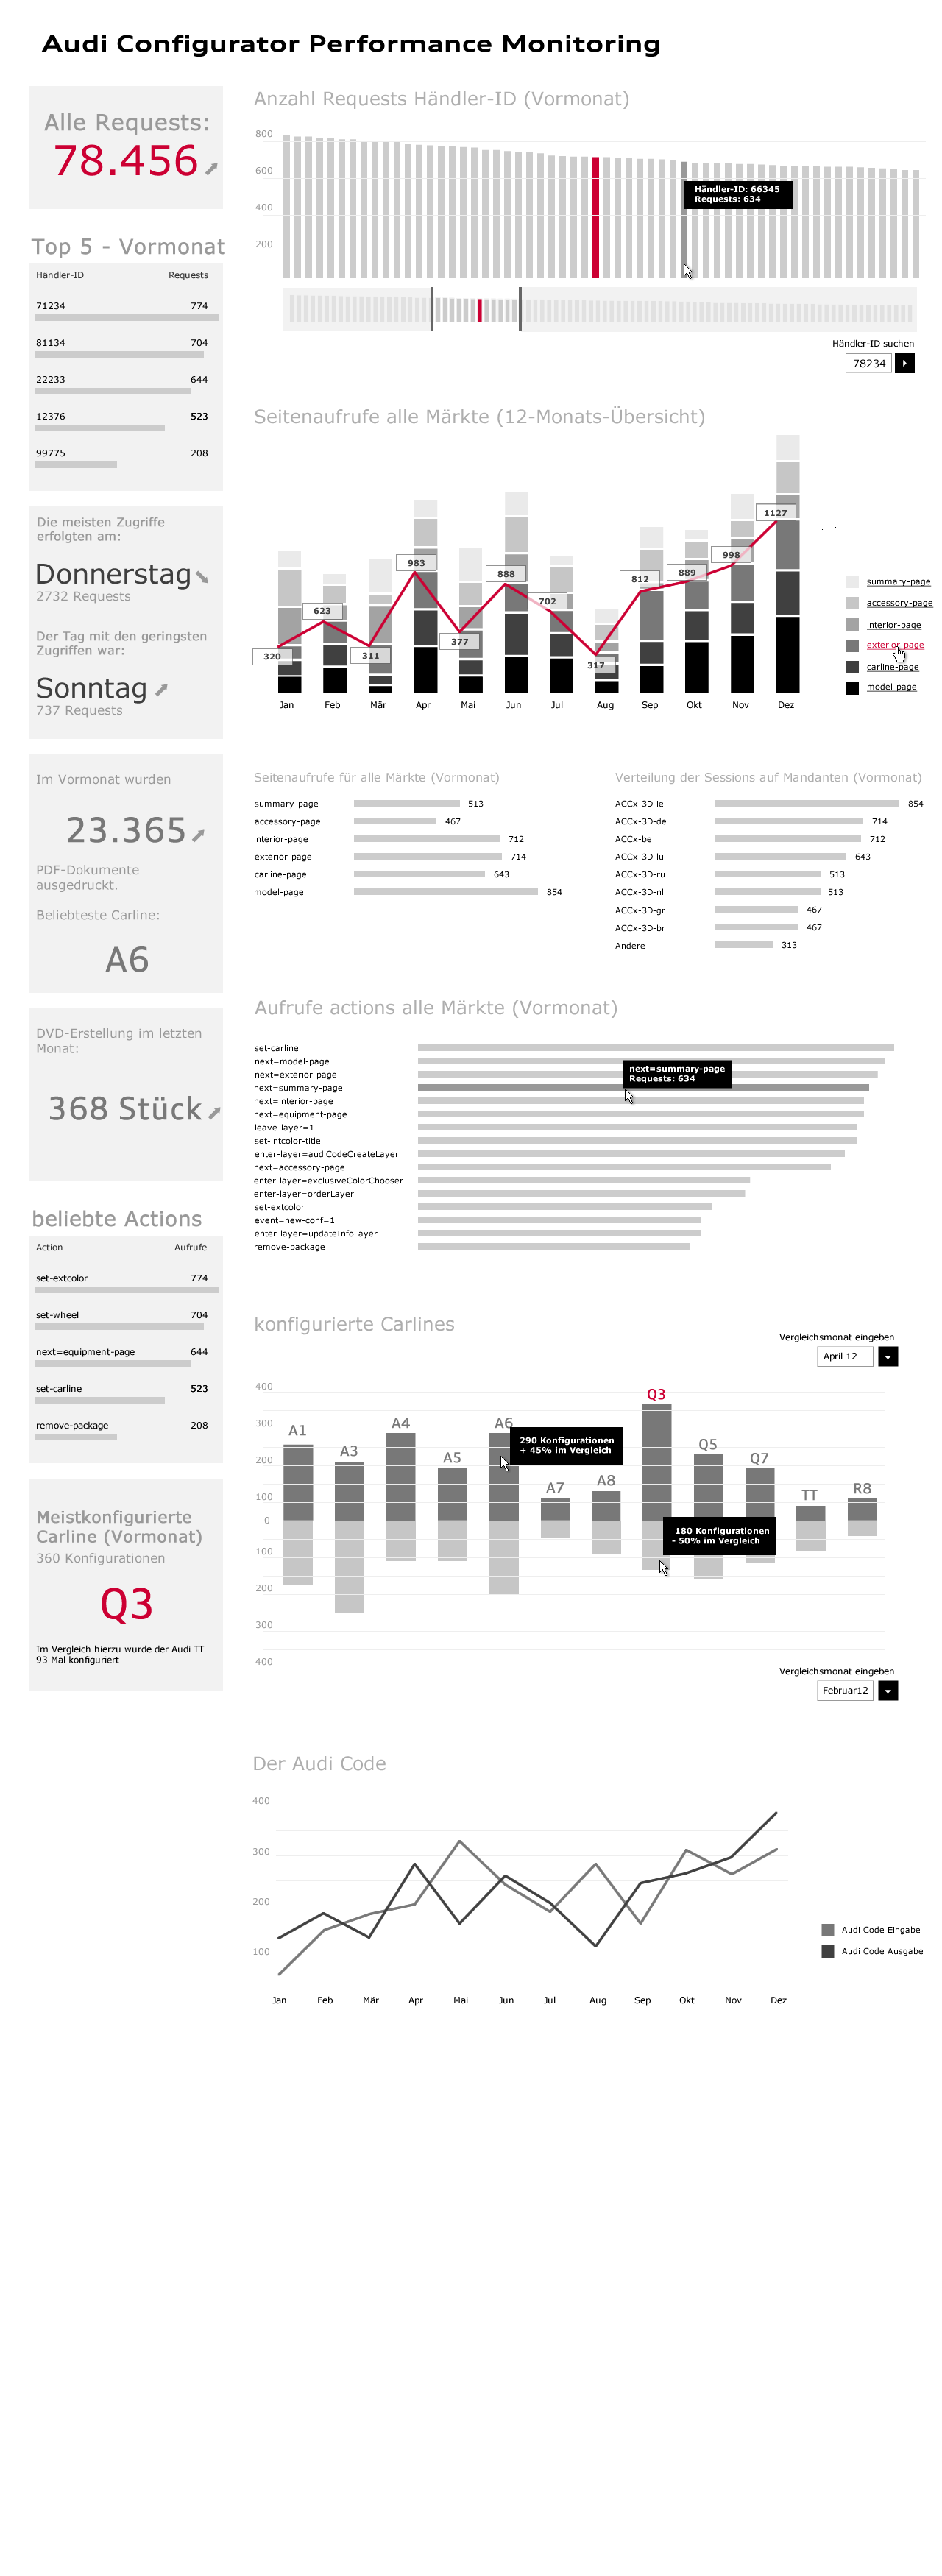 Audi Configurator Performance Monitoring
Alle Requests:
78.456
Top 5 - Vormonat
Händler-ID Requests
71234 774
81134 704
22233 644
12376 523
99775 208
Die meisten Zugriffe
erfolgten am:
Donnerstag
2732 Requests
Der Tag mit den geringsten
Zugriffen war:
Sonntag
737 Requests
Im Vormonat wurden
23.365
PDF-Dokumente
ausgedruckt.
Beliebteste Carline:
A6
DVD-Erstellung im letzten
Monat:
368 Stück
beliebte Actions
Action Aufrufe
set-extcolor 774
set-wheel 704
next=equipment-page 644
set-carline 523
remove-package 208
Meistkonfigurierte
Carline (Vormonat)
360 Konfigurationen
Q3
Im Vergleich hierzu wurde der Audi TT
93 Mal konfiguriert
Anzahl Requests Händler-ID (Vormonat)
800
600
400
200
Händler-ID: 66345
Requests: 634
Händler-ID suchen
78234
Seitenaufrufe alle Märkte (12-Monats-Übersicht)
320
623
311
983
377
888
702
317
812
889
998
1127
Jan Feb Mär Apr Mai Jun Jul Aug Sep Okt Nov Dez
summary-page
accessory-page
interior-page
exterior-page
carline-page
model-page
Seitenaufrufe für alle Märkte (Vormonat)
summary-page 513
accessory-page 467
interior-page 712
exterior-page 714
carline-page 643
model-page 854
Verteilung der Sessions auf Mandanten (Vormonat)
ACCx-3D-ie 854
ACCx-3D-de 714
ACCx-be 712
ACCx-3D-lu 643
ACCx-3D-ru 513
ACCx-3D-nl 513
ACCx-3D-gr 467
ACCx-3D-br 467
Andere 313
Aufrufe actions alle Märkte (Vormonat)
set-carline
next=model-page
next=exterior-page
next=summary-page
next=interior-page
next=equipment-page
leave-layer=1
set-intcolor-title
enter-layer=audiCodeCreateLayer
next=accessory-page
enter-layer=exclusiveColorChooser
enter-layer=orderLayer
set-extcolor
event=new-conf=1
enter-layer=updateInfoLayer
remove-package
next=summary-page
Requests: 634
konfigurierte Carlines
Vergleichsmonat eingeben
April 12
400
300
200
100
0
100
200
300
400
A1 A3 A4 A5 A6 A7 A8 Q3 Q5 Q7 TT R8
290 Konfigurationen
+ 45% im Vergleich
180 Konfigurationen
- 50% im Vergleich
Vergleichsmonat eingeben
Februar12
Der Audi Code
400
300
200
100
Jan Feb Mär Apr Mai Jun Jul Aug Sep Okt Nov Dez
Audi Code Eingabe
Audi Code Ausgabe